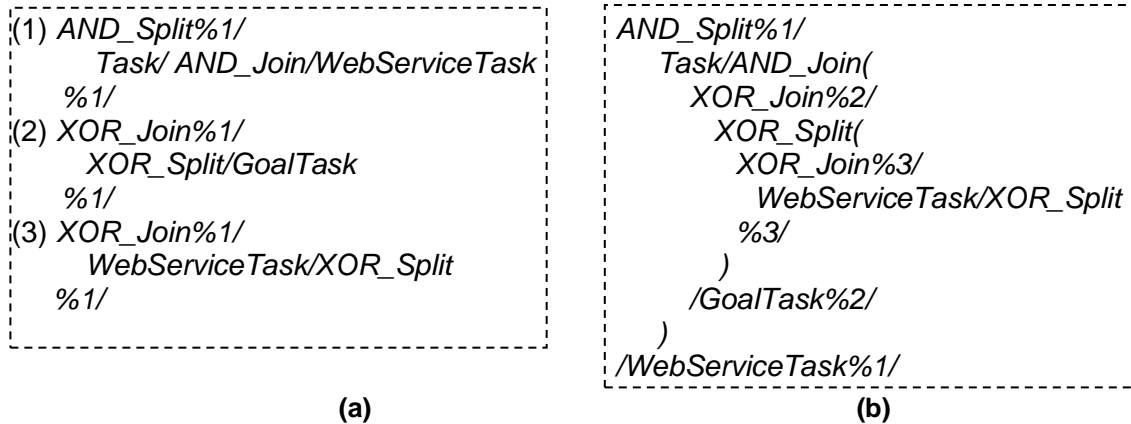 (1) AND_Split%1/
Task/ AND_Join/WebServiceTask
%1/
(2) XOR_Join%1/
XOR_Split/GoalTask
%1/
(3) XOR_Join%1/
WebServiceTask/XOR_Split
%1/
(a)
AND_Split%1/
Task/AND_Join(
XOR_Join%2/
XOR_Split(
XOR_Join%3/
WebServiceTask/XOR_Split
%3/
)
/GoalTask%2/
)
/WebServiceTask%1/
(b)